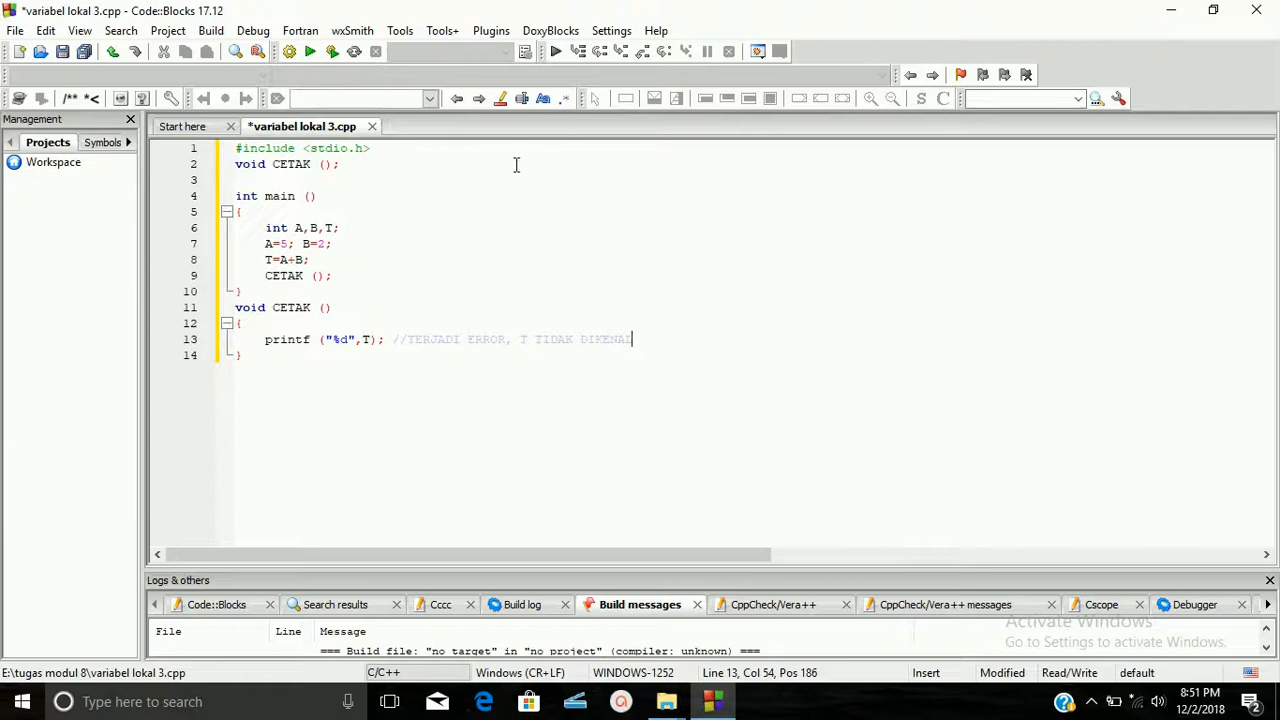 *variabel lokal 3.cpp - Code::Blocks 17.12
File Edit View Search Project Build Debug Fortran wxSmith Tools Tools+ Plugins DoxyBlocks Settings Help
/** *<
S C
Management
Start here *variabel lokal 3.cpp
Projects Symbols
Workspace
1 #include <stdio.h>
2 void CETAK ();
3
4 int main ()
5 {
6 int A,B,T;
7 A=5; B=2;
8 T=A+B;
9 CETAK ();
10 }
11 void CETAK ()
12 {
13 printf ("%d",T); //TERJADI ERROR, T TIDAK DIKENAL
14 }
Logs & others
Code::Blocks Search results Cccc Build log Build messages CppCheck/Vera++ CppCheck/Vera++ messages Cscope Debugger
File Line Message
=== Build file: "no target" in "no project" (compiler: unknown) ===
Activate Windows
Go to Settings to activate Windows.
E:\tugas modul 8\variabel lokal 3.cpp C/C++ Windows (CR+LF) WINDOWS-1252 Line 13, Col 54, Pos 186 Insert Modified Read/Write default
Type here to search
8:51 PM
12/2/2018
2